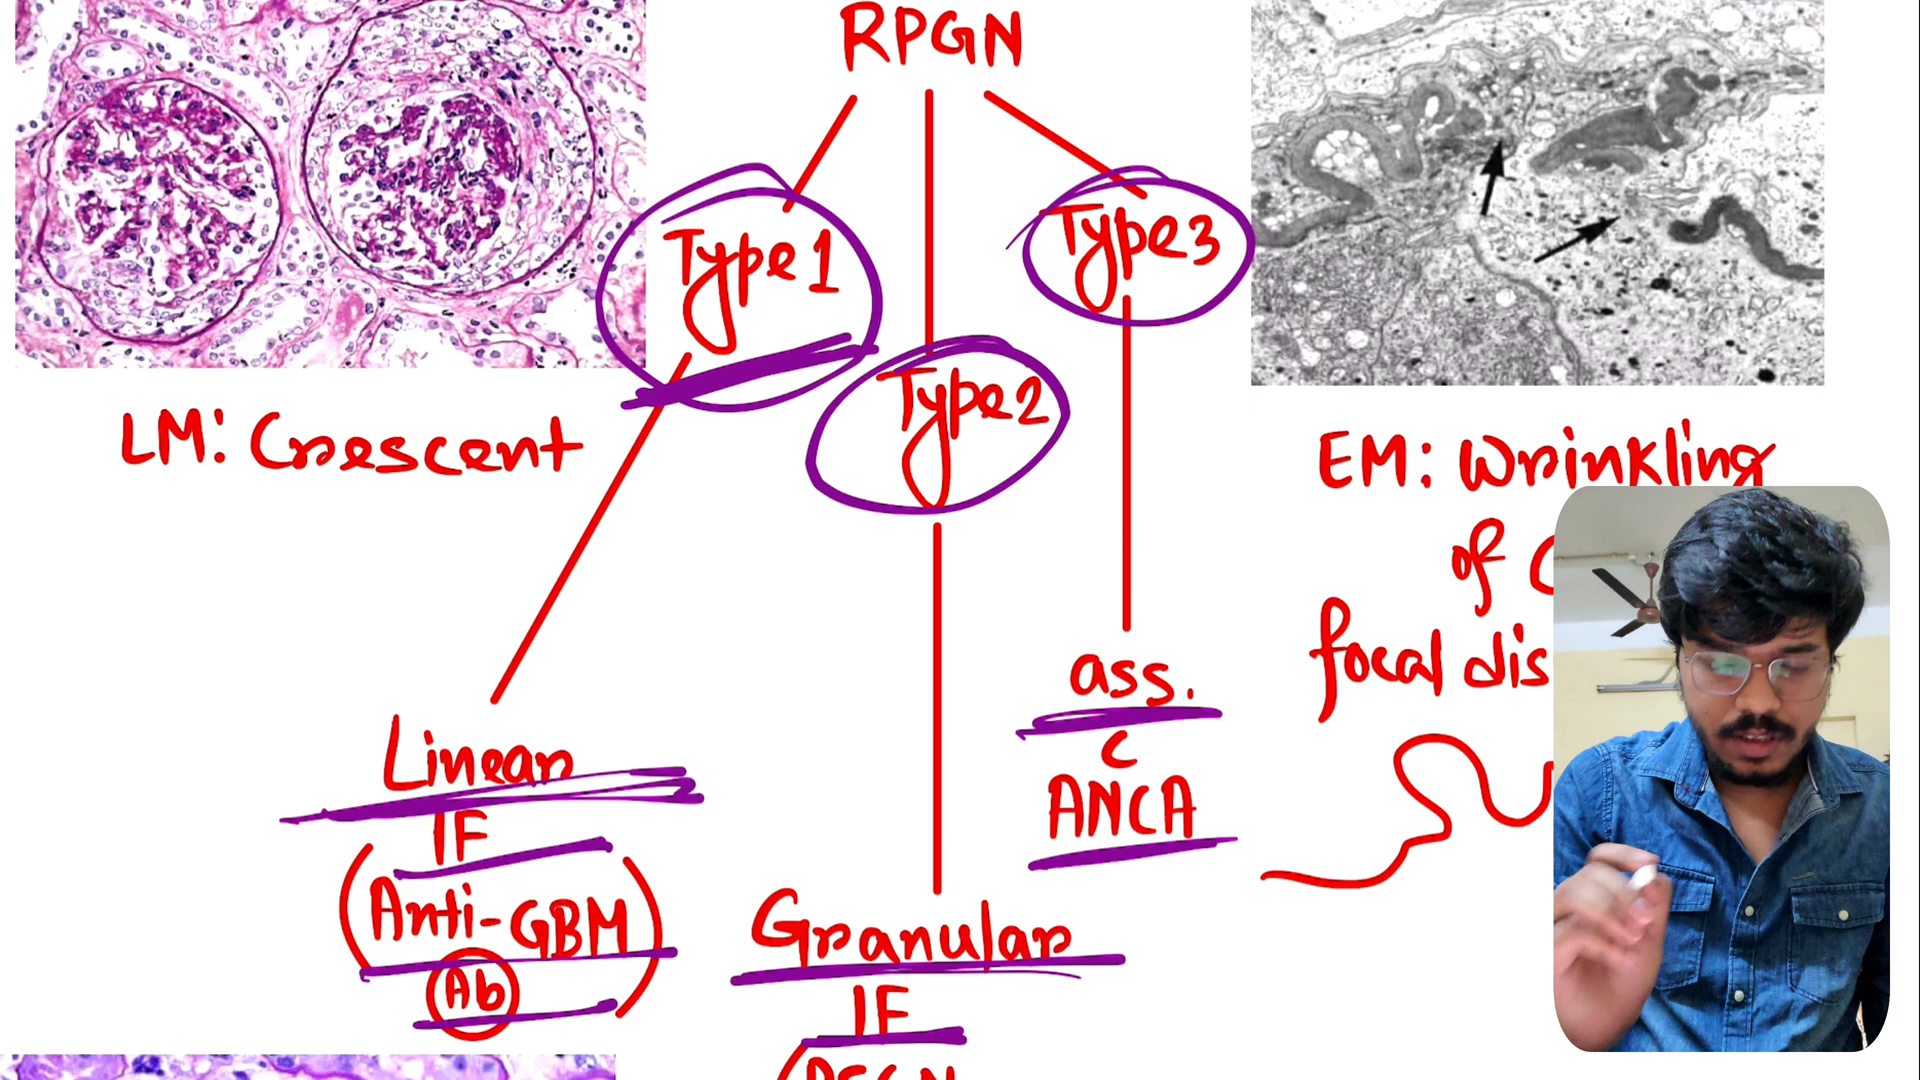 RPGN
Type 1
Type 3
Type 2
LM: Crescent
EM: Wrinkling
of
focal dis
ass.
c
ANCA
Linear
IF
(Anti-GBM
Ab)
Granular
IF